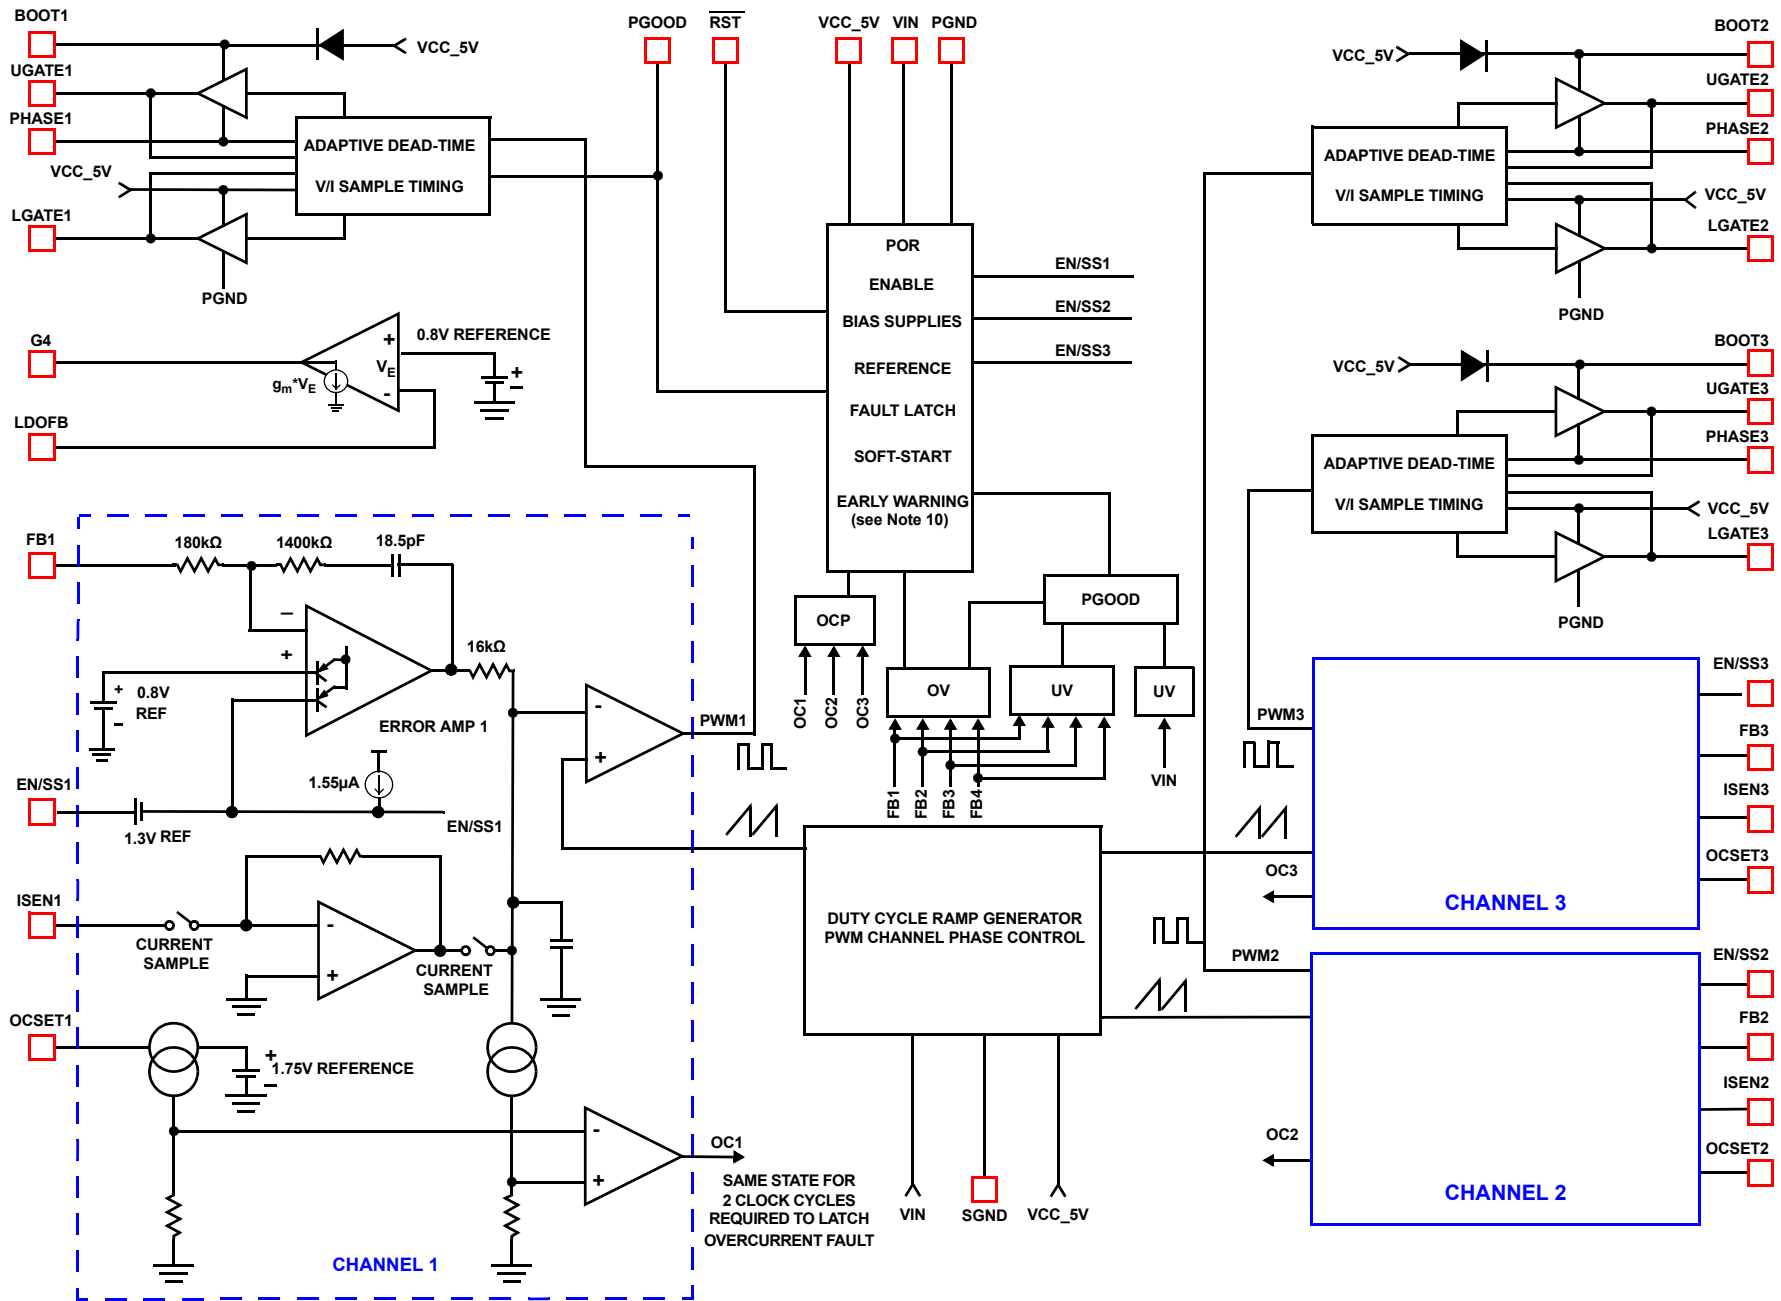 BOOT1
VCC_5V
UGATE1
PHASE1
ADAPTIVE DEAD-TIME
V/I SAMPLE TIMING
VCC_5V
LGATE1
PGND
PGOOD
RST
VCC_5V
VIN
PGND
POR
ENABLE
BIAS SUPPLIES
REFERENCE
FAULT LATCH
SOFT-START
EARLY WARNING
(see Note 10)
EN/SS1
EN/SS2
EN/SS3
BOOT2
VCC_5V
UGATE2
PHASE2
ADAPTIVE DEAD-TIME
V/I SAMPLE TIMING
VCC_5V
LGATE2
PGND
BOOT3
VCC_5V
UGATE3
PHASE3
ADAPTIVE DEAD-TIME
V/I SAMPLE TIMING
VCC_5V
LGATE3
PGND
G4
+
VE
-
gm*VE
0.8V REFERENCE
+
-
LDOFB
FB1
180kΩ
1400kΩ
18.5pF
–
+
16kΩ
+
0.8V
REF
-
ERROR AMP 1
-
+
PWM1
1.55µA
EN/SS1
1.3V REF
EN/SS1
ISEN1
CURRENT
SAMPLE
-
+
CURRENT
SAMPLE
OCSET1
+
1.75V REFERENCE
-
-
+
OC1
SAME STATE FOR
2 CLOCK CYCLES
REQUIRED TO LATCH
OVERCURRENT FAULT
CHANNEL 1
OCP
OC1
OC2
OC3
PGOOD
OV
UV
UV
FB1
FB2
FB3
FB4
VIN
DUTY CYCLE RAMP GENERATOR
PWM CHANNEL PHASE CONTROL
VIN
SGND
VCC_5V
PWM3
OC3
CHANNEL 3
EN/SS3
FB3
ISEN3
OCSET3
PWM2
OC2
CHANNEL 2
EN/SS2
FB2
ISEN2
OCSET2